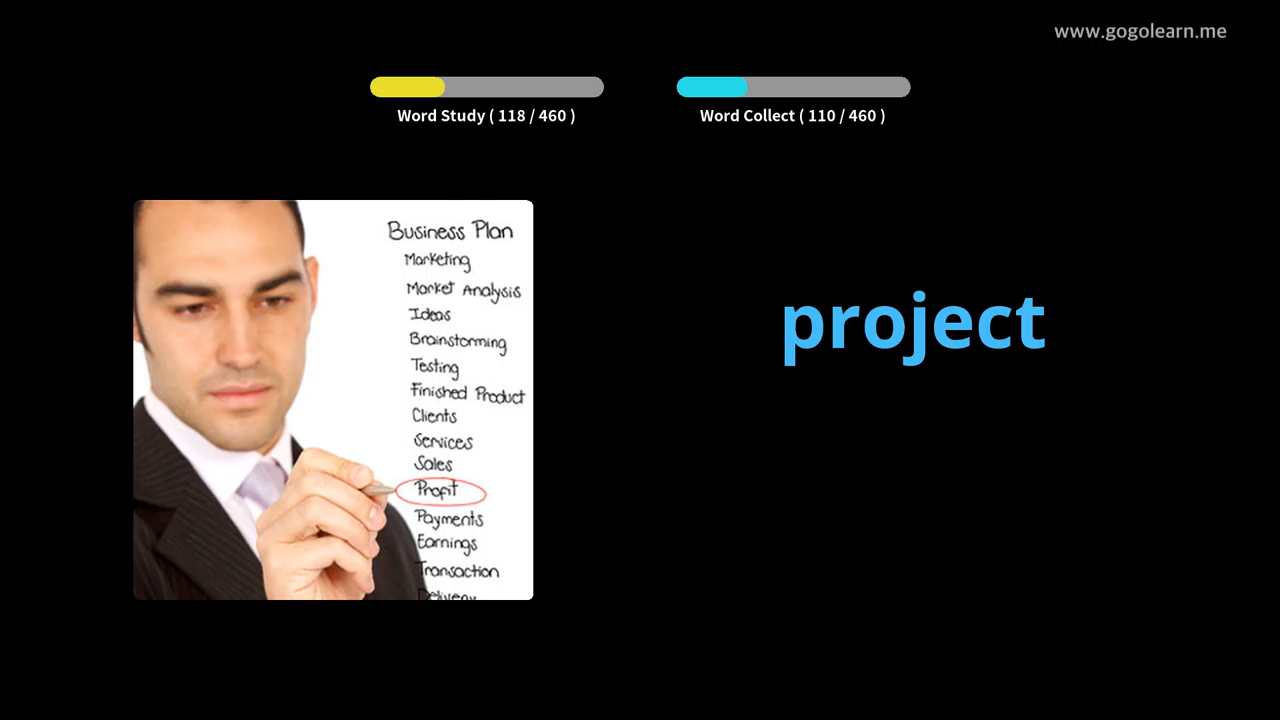 www.gogolearn.me
Word Study ( 118 / 460 )
Word Collect ( 110 / 460 )
Business Plan
Marketing
Market Analysis
Ideas
Brainstorming
Testing
Finished Product
Clients
Services
Sales
Profit
Payments
Earnings
Transaction
Delivery
project